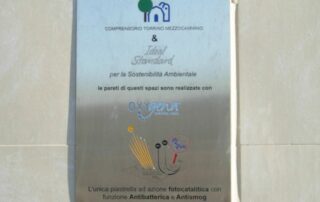 COMPRENSORIO TORRINO MEZZOCAMMINO
&
Ideal
Standard
per la Sostenibilità Ambientale
le pareti di questi spazi sono realizzate con
L'unica piastrella ad azione fotocatalitica con
funzione Antibatterica e Antismog